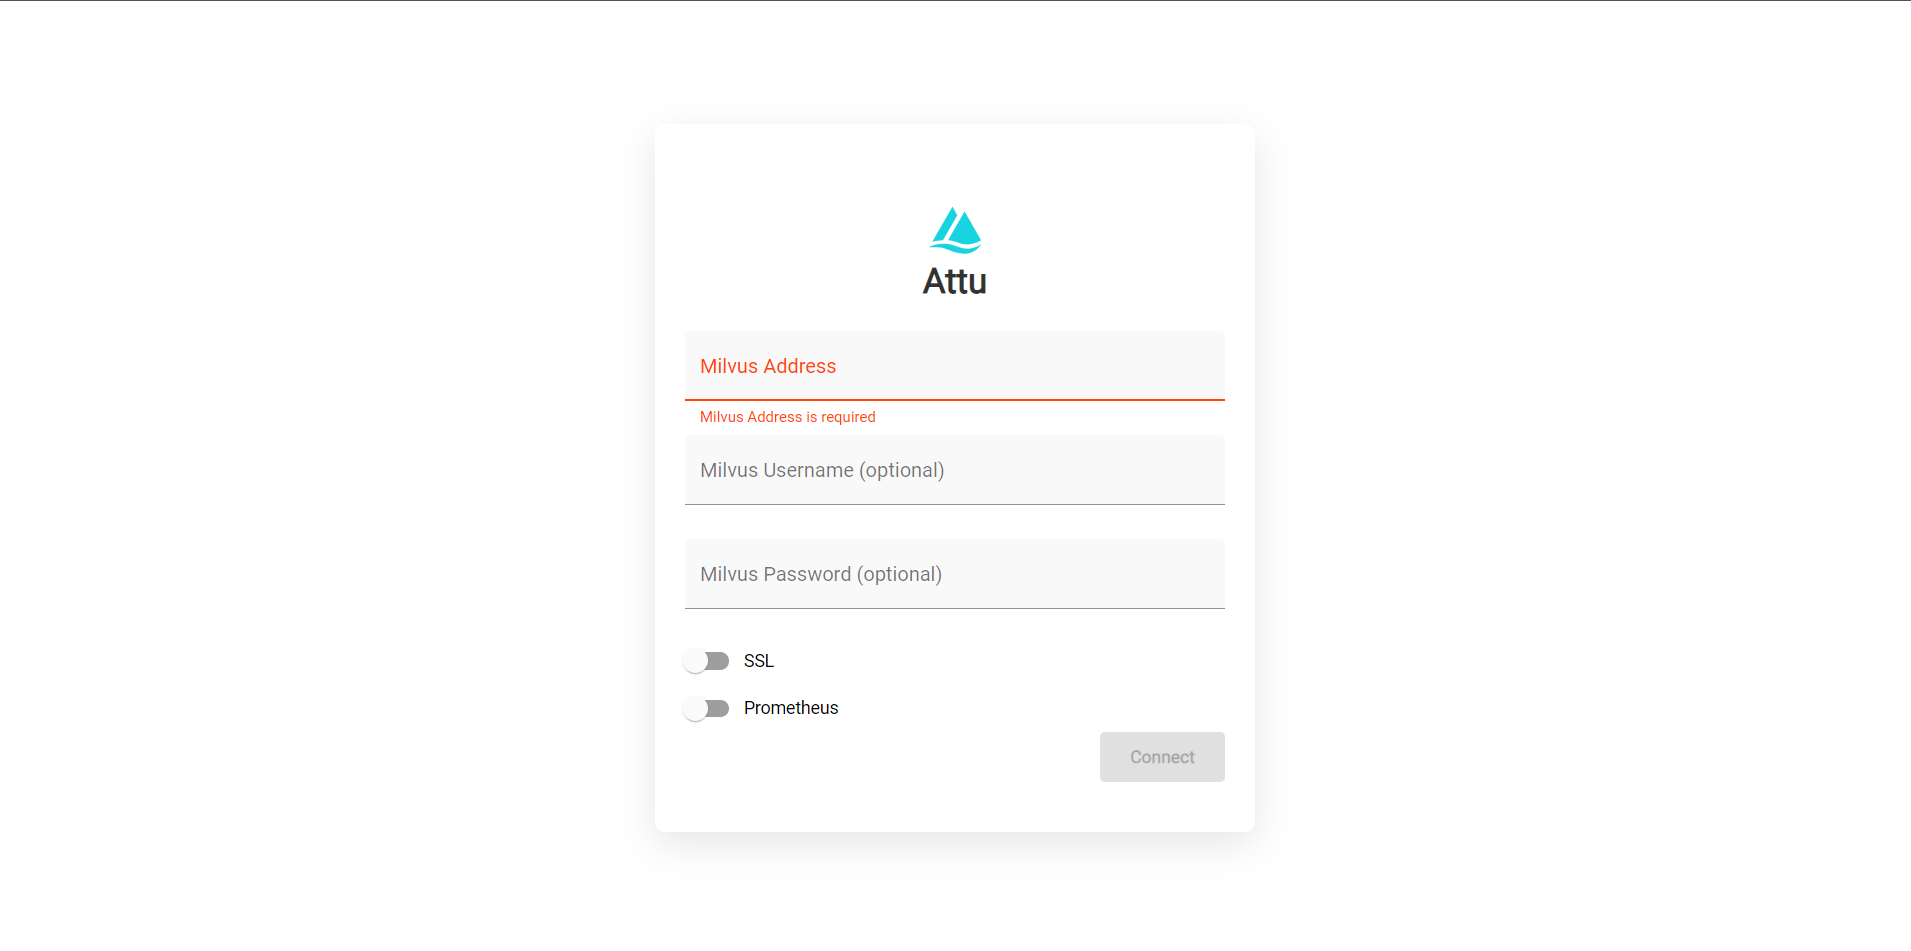 Attu
Milvus Address
Milvus Address is required
Milvus Username (optional)
Milvus Password (optional)
SSL
Prometheus
Connect